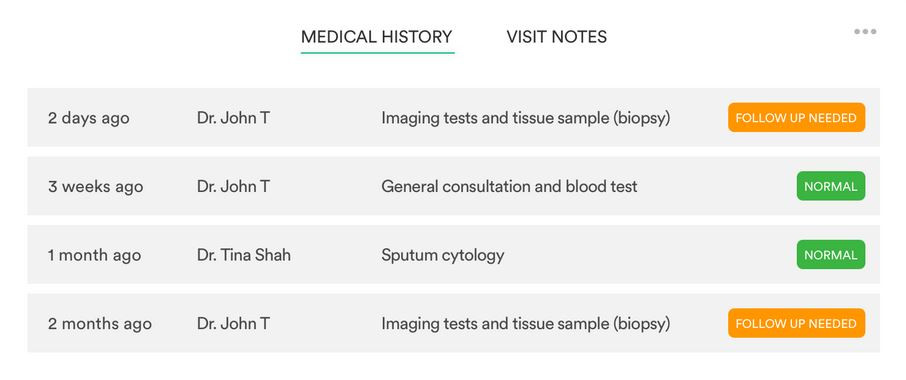 MEDICAL HISTORY VISIT NOTES
2 days ago Dr. John T Imaging tests and tissue sample (biopsy) FOLLOW UP NEEDED
3 weeks ago Dr. John T General consultation and blood test NORMAL
1 month ago Dr. Tina Shah Sputum cytology NORMAL
2 months ago Dr. John T Imaging tests and tissue sample (biopsy) FOLLOW UP NEEDED